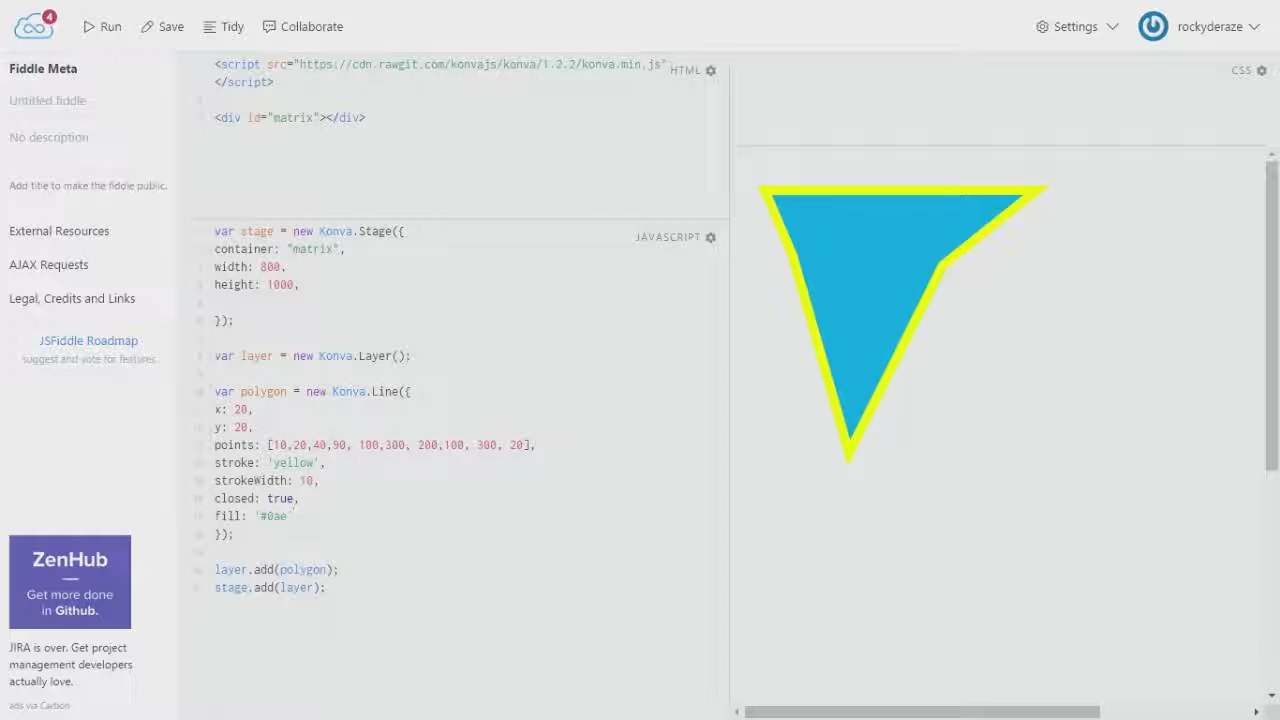 4
Run
Save
Tidy
Collaborate
Settings
rockyderaze
Fiddle Meta
Untitled fiddle
No description
Add title to make the fiddle public.
External Resources
AJAX Requests
Legal, Credits and Links
JSFiddle Roadmap
suggest and vote for features
ZenHub
Get more done
in Github.
JIRA is over. Get project
management developers
actually love.
ads via Carbon
<script src="https://cdn.rawgit.com/konvajs/konva/1.2.2/konva.min.js"
</script>
<div id="matrix"></div>
HTML
CSS
JAVASCRIPT
var stage = new Konva.Stage({
container: "matrix",
width: 800,
height: 1000,
});
var layer = new Konva.Layer();
var polygon = new Konva.Line({
x: 20,
y: 20,
points: [10,20,40,90, 100,300, 200,100, 300, 20],
stroke: 'yellow',
strokeWidth: 10,
closed: true,
fill: '#0ae'
});
layer.add(polygon);
stage.add(layer);